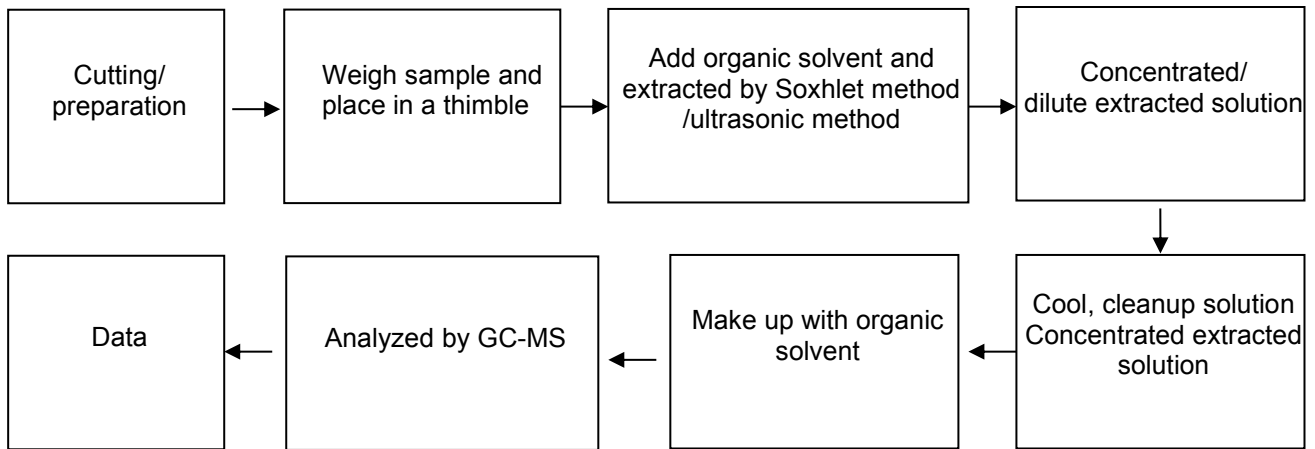 Cutting/
preparation
Weigh sample and
place in a thimble
Add organic solvent and
extracted by Soxhlet method
/ultrasonic method
Concentrated/
dilute extracted solution
Cool, cleanup solution
Concentrated extracted
solution
Make up with organic
solvent
Analyzed by GC-MS
Data